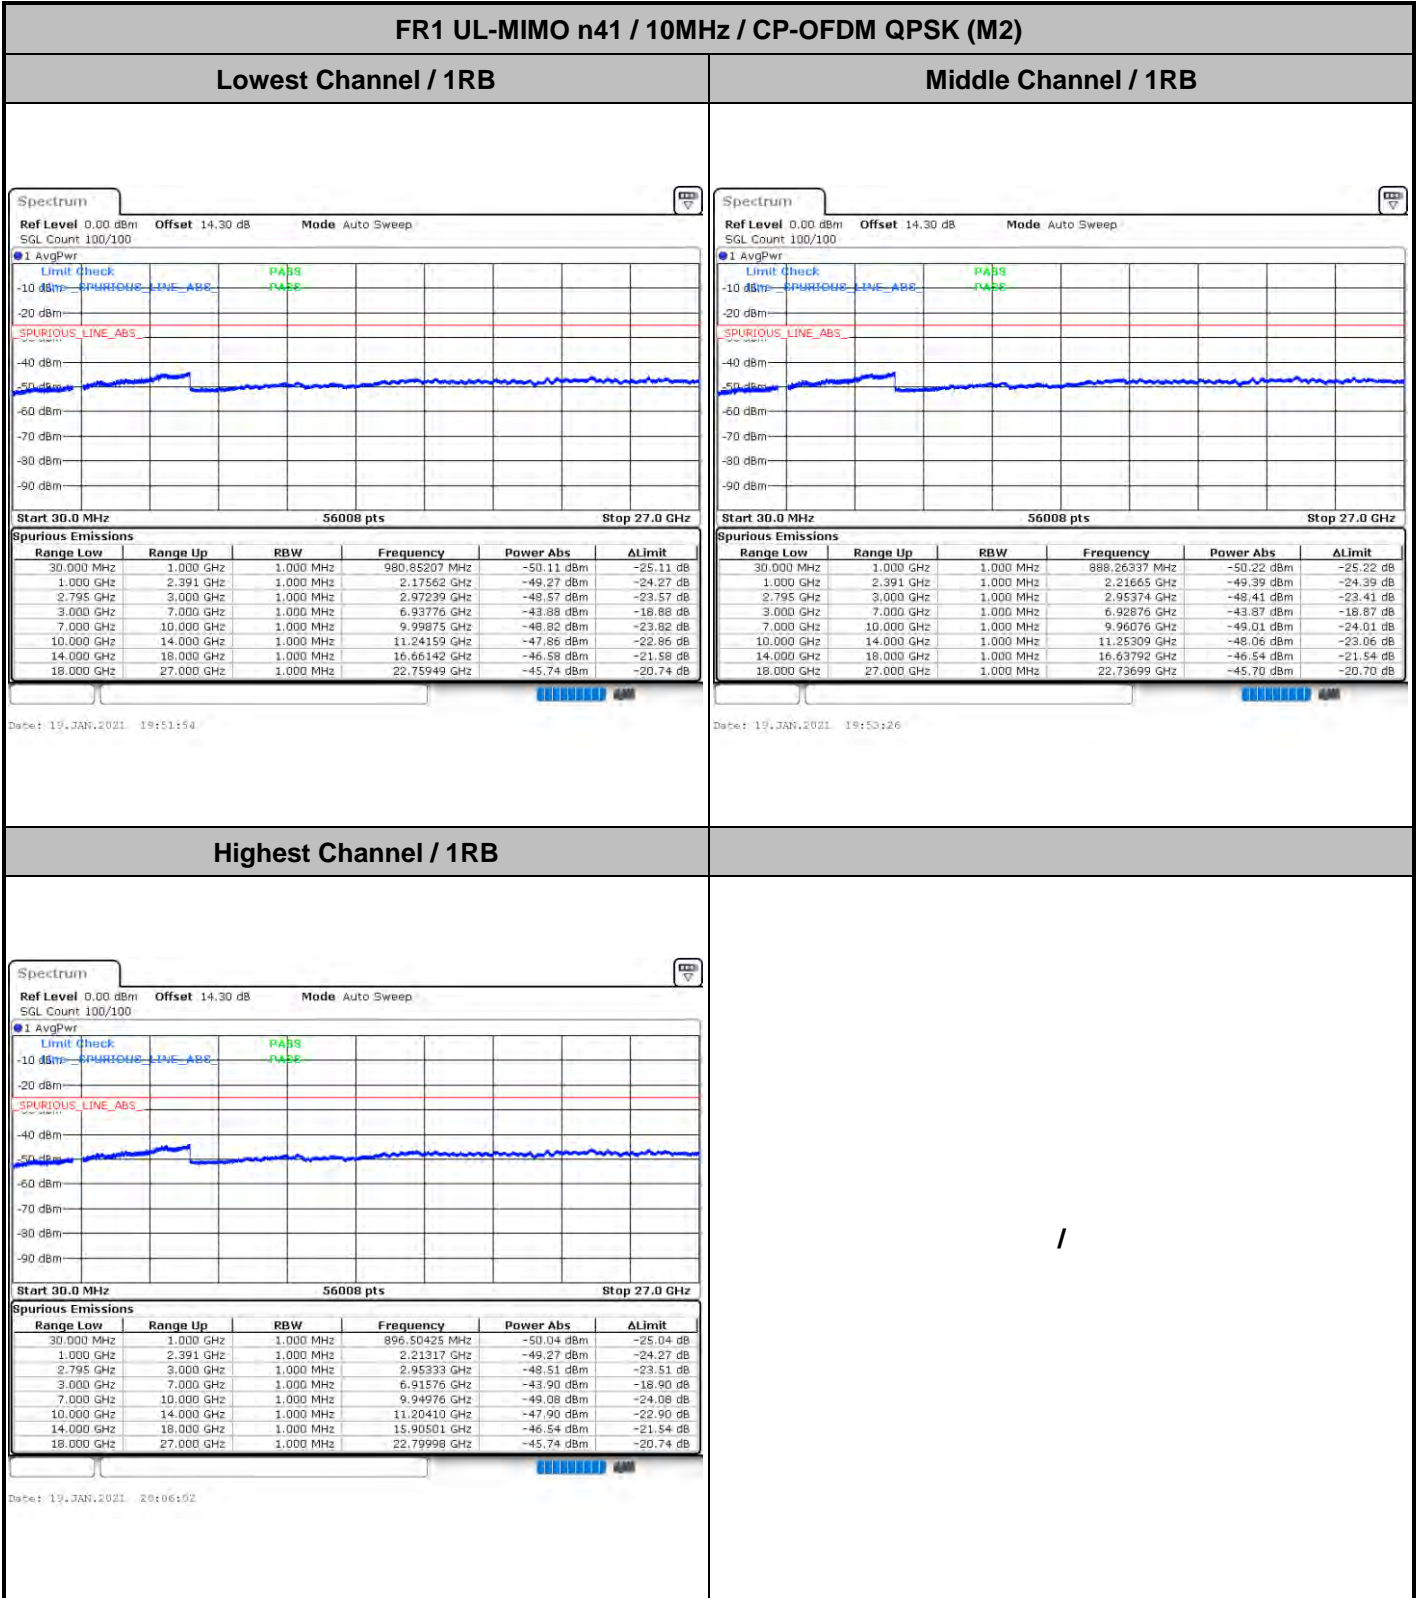 FR1 UL-MIMO n41 / 10MHz / CP-OFDM QPSK (M2)
Lowest Channel / 1RB
Middle Channel / 1RB
Spectrum
Ref Level 0.00 dBm Offset 14.30 dB Mode Auto Sweep
SGL Count 100/100
1 AvgPwr
Limit Check PASS
-10 dBm _SPURIOUS_LINE_ABS_ PASS
-20 dBm
_SPURIOUS_LINE_ABS_
-40 dBm
-50 dBm
-60 dBm
-70 dBm
-80 dBm
-90 dBm
Start 30.0 MHz 56008 pts Stop 27.0 GHz
Spurious Emissions
Range Low Range Up RBW Frequency Power Abs ΔLimit
30.000 MHz 1.000 GHz 1.000 MHz 980.85207 MHz -50.11 dBm -25.11 dB
1.000 GHz 2.391 GHz 1.000 MHz 2.17562 GHz -49.27 dBm -24.27 dB
2.795 GHz 3.000 GHz 1.000 MHz 2.97239 GHz -48.57 dBm -23.57 dB
3.000 GHz 7.000 GHz 1.000 MHz 6.93776 GHz -43.88 dBm -18.88 dB
7.000 GHz 10.000 GHz 1.000 MHz 9.99875 GHz -48.82 dBm -23.82 dB
10.000 GHz 14.000 GHz 1.000 MHz 11.24159 GHz -47.86 dBm -22.86 dB
14.000 GHz 18.000 GHz 1.000 MHz 16.66142 GHz -46.58 dBm -21.58 dB
18.000 GHz 27.000 GHz 1.000 MHz 22.75949 GHz -45.74 dBm -20.74 dB
Date: 19.JAN.2021 19:51:54
Spectrum
Ref Level 0.00 dBm Offset 14.30 dB Mode Auto Sweep
SGL Count 100/100
1 AvgPwr
Limit Check PASS
-10 dBm _SPURIOUS_LINE_ABS_ PASS
-20 dBm
_SPURIOUS_LINE_ABS_
-40 dBm
-50 dBm
-60 dBm
-70 dBm
-80 dBm
-90 dBm
Start 30.0 MHz 56008 pts Stop 27.0 GHz
Spurious Emissions
Range Low Range Up RBW Frequency Power Abs ΔLimit
30.000 MHz 1.000 GHz 1.000 MHz 888.26337 MHz -50.22 dBm -25.22 dB
1.000 GHz 2.391 GHz 1.000 MHz 2.21665 GHz -49.39 dBm -24.39 dB
2.795 GHz 3.000 GHz 1.000 MHz 2.95374 GHz -48.41 dBm -23.41 dB
3.000 GHz 7.000 GHz 1.000 MHz 6.92876 GHz -43.87 dBm -18.87 dB
7.000 GHz 10.000 GHz 1.000 MHz 9.96076 GHz -49.01 dBm -24.01 dB
10.000 GHz 14.000 GHz 1.000 MHz 11.25309 GHz -48.06 dBm -23.06 dB
14.000 GHz 18.000 GHz 1.000 MHz 16.63792 GHz -46.54 dBm -21.54 dB
18.000 GHz 27.000 GHz 1.000 MHz 22.73699 GHz -45.70 dBm -20.70 dB
Date: 19.JAN.2021 19:53:26
Highest Channel / 1RB
Spectrum
Ref Level 0.00 dBm Offset 14.30 dB Mode Auto Sweep
SGL Count 100/100
1 AvgPwr
Limit Check PASS
-10 dBm _SPURIOUS_LINE_ABS_ PASS
-20 dBm
_SPURIOUS_LINE_ABS_
-40 dBm
-50 dBm
-60 dBm
-70 dBm
-80 dBm
-90 dBm
Start 30.0 MHz 56008 pts Stop 27.0 GHz
Spurious Emissions
Range Low Range Up RBW Frequency Power Abs ΔLimit
30.000 MHz 1.000 GHz 1.000 MHz 896.50425 MHz -50.04 dBm -25.04 dB
1.000 GHz 2.391 GHz 1.000 MHz 2.21317 GHz -49.27 dBm -24.27 dB
2.795 GHz 3.000 GHz 1.000 MHz 2.95333 GHz -48.51 dBm -23.51 dB
3.000 GHz 7.000 GHz 1.000 MHz 6.91576 GHz -43.90 dBm -18.90 dB
7.000 GHz 10.000 GHz 1.000 MHz 9.94976 GHz -49.08 dBm -24.08 dB
10.000 GHz 14.000 GHz 1.000 MHz 11.20410 GHz -47.90 dBm -22.90 dB
14.000 GHz 18.000 GHz 1.000 MHz 15.90501 GHz -46.54 dBm -21.54 dB
18.000 GHz 27.000 GHz 1.000 MHz 22.79998 GHz -45.74 dBm -20.74 dB
Date: 19.JAN.2021 20:06:02
/